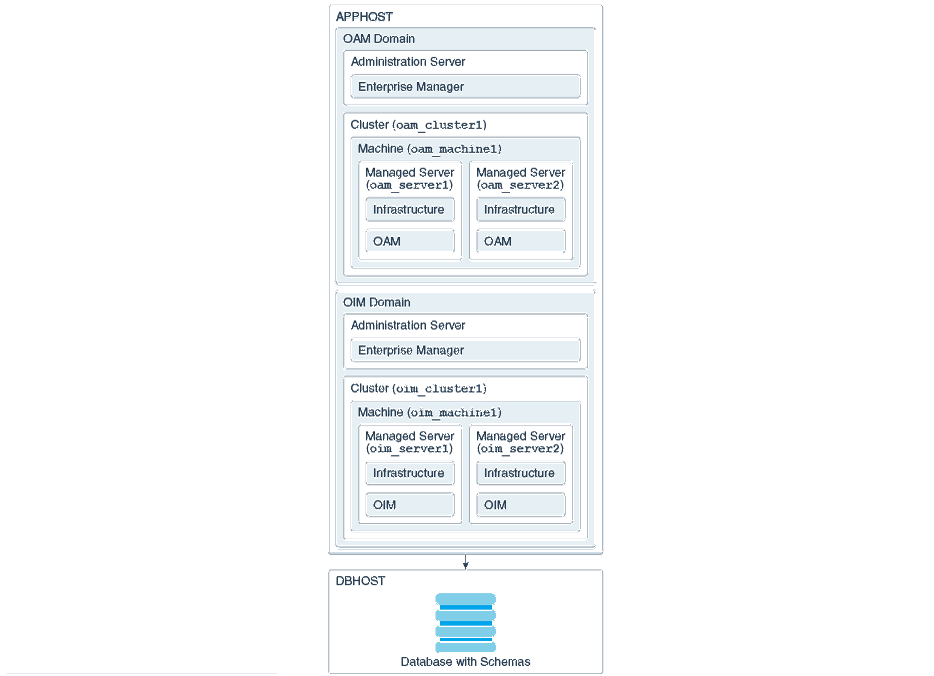 APPHOST
OAM Domain
Administration Server
Enterprise Manager
Cluster (oam_cluster1)
Machine (oam_machine1)
Managed Server
(oam_server1)
Infrastructure
OAM
Managed Server
(oam_server2)
Infrastructure
OAM
OIM Domain
Administration Server
Enterprise Manager
Cluster (oim_cluster1)
Machine (oim_machine1)
Managed Server
(oim_server1)
Infrastructure
OIM
Managed Server
(oim_server2)
Infrastructure
OIM
DBHOST
Database with Schemas